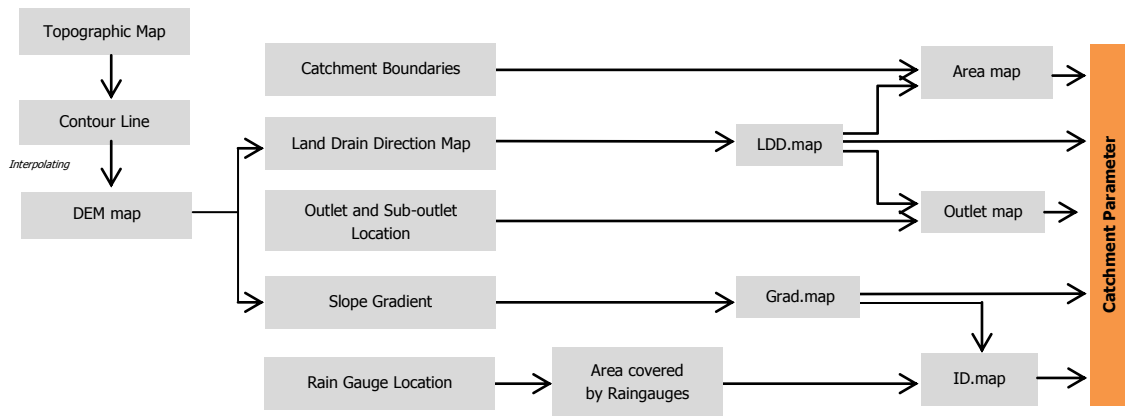 Topographic Map
Contour Line
Interpolating
DEM map
Catchment Boundaries
Land Drain Direction Map
Outlet and Sub-outlet
Location
Slope Gradient
Rain Gauge Location
Area covered
by Raingauges
LDD.map
Grad.map
Area map
Outlet map
ID.map
Catchment Parameter